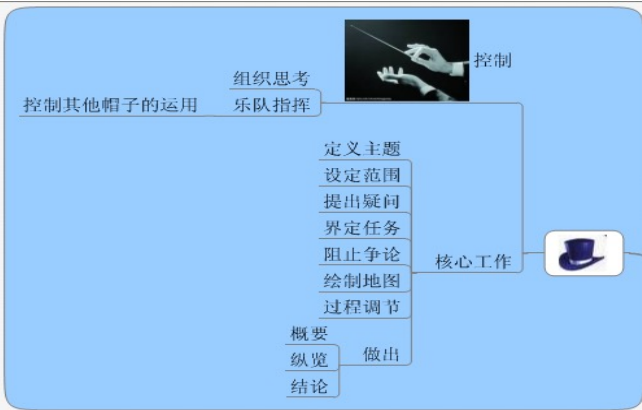 控制
组织思考
控制其他帽子的运用
乐队指挥
定义主题
设定范围
提出疑问
界定任务
阻止争论
核心工作
绘制地图
过程调节
概要
做出
纵览
结论